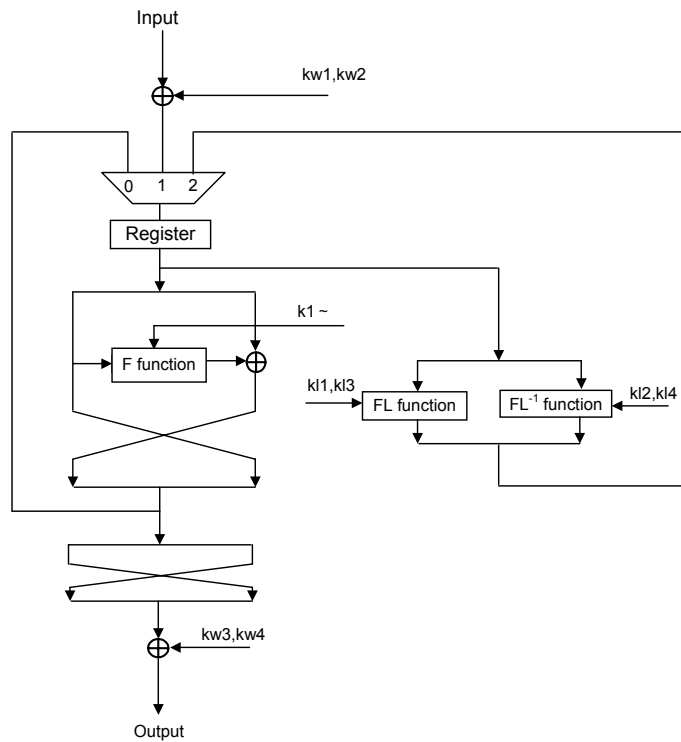 Input
kw1,kw2
0 1 2
Register
k1 ~
F function
kl1,kl3
FL function
FL⁻¹ function
kl2,kl4
kw3,kw4
Output